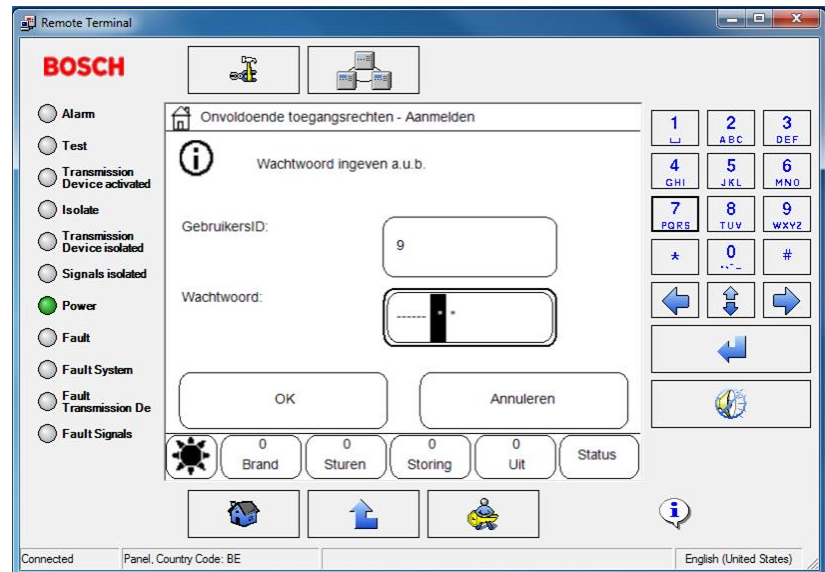 Remote Terminal
BOSCH
Alarm
Test
Transmission
Device activated
Isolate
Transmission
Device isolated
Signals isolated
Power
Fault
Fault System
Fault
Transmission De
Fault Signals
Onvoldoende toegangsrechten - Aanmelden
Wachtwoord ingeven a.u.b.
GebruikersID:
9
Wachtwoord:
------ * *
OK
Annuleren
0
Brand
0
Sturen
0
Storing
0
Uit
Status
1
2
ABC
3
DEF
4
GHI
5
JKL
6
MNO
7
PQRS
8
TUV
9
WXYZ
*
0
#
Connected
Panel, Country Code: BE
English (United States)